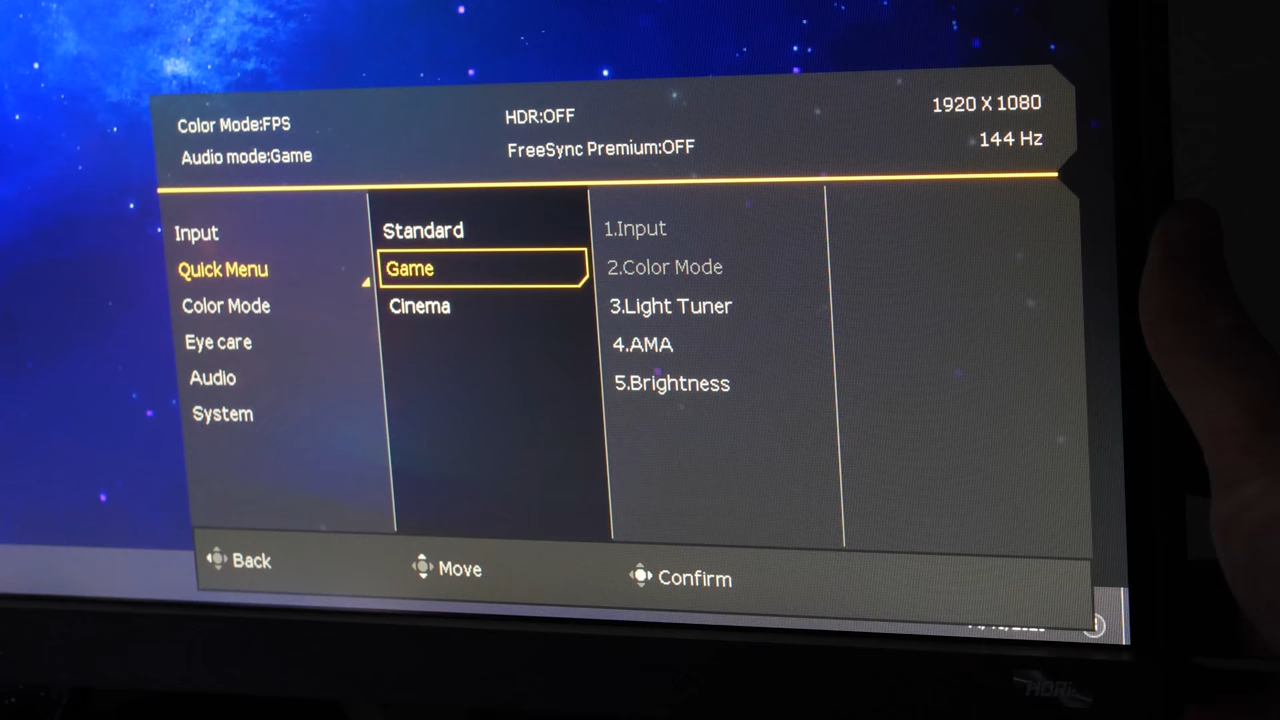 Color Mode:FPS
HDR:OFF
1920 X 1080
Audio mode:Game
FreeSync Premium:OFF
144 Hz
Input
Quick Menu
Color Mode
Eye care
Audio
System
Standard
Game
Cinema
1.Input
2.Color Mode
3.Light Tuner
4.AMA
5.Brightness
Back
Move
Confirm
HDRi